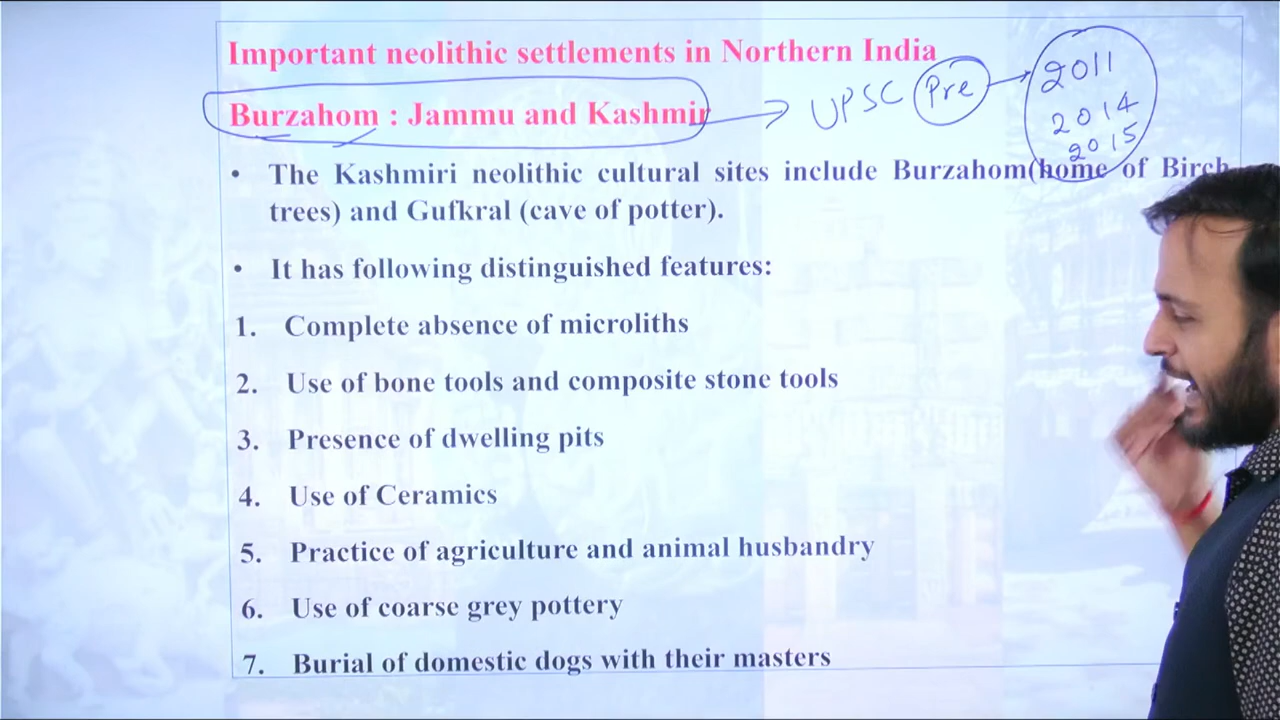 Important neolithic settlements in Northern India
Burzahom : Jammu and Kashmir
UPSC Pre 2011
2014
2015
• The Kashmiri neolithic cultural sites include Burzahom(home of Birch
trees) and Gufkral (cave of potter).
• It has following distinguished features:
1. Complete absence of microliths
2. Use of bone tools and composite stone tools
3. Presence of dwelling pits
4. Use of Ceramics
5. Practice of agriculture and animal husbandry
6. Use of coarse grey pottery
7. Burial of domestic dogs with their masters